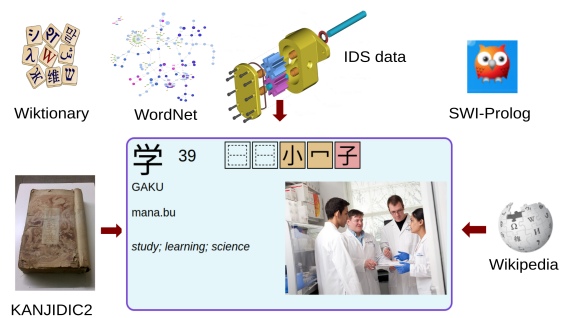 Wiktionary
WordNet
IDS data
SWI-Prolog
学 39 小 冖 子
GAKU
mana.bu
study; learning; science
KANJIDIC2
Wikipedia